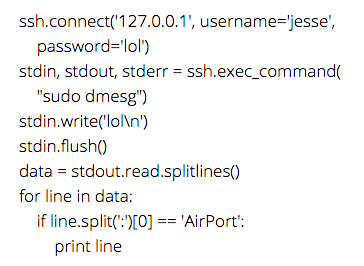 ssh.connect('127.0.0.1', username='jesse',
password='lol')
stdin, stdout, stderr = ssh.exec_command(
"sudo dmesg")
stdin.write('lol\n')
stdin.flush()
data = stdout.read.splitlines()
for line in data:
if line.split(':')[0] == 'AirPort':
print line